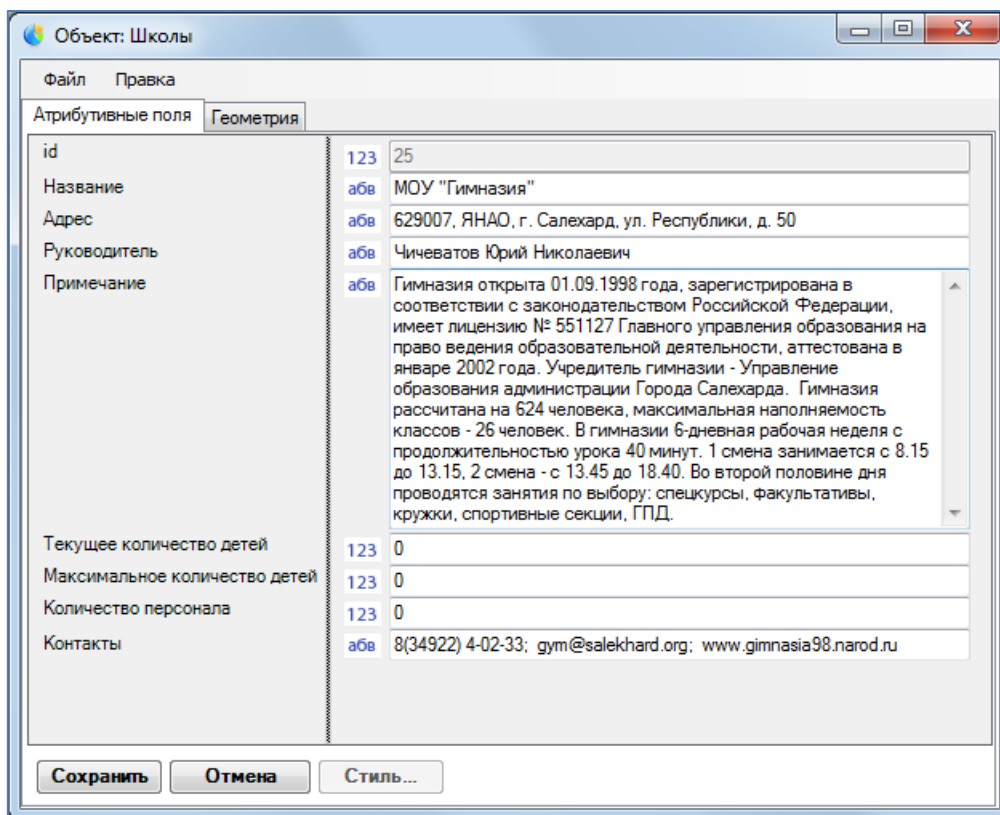 Объект: Школы
Файл Правка
Атрибутивные поля Геометрия
id 123 25
Название абв МОУ "Гимназия"
Адрес абв 629007, ЯНАО, г. Салехард, ул. Республики, д. 50
Руководитель абв Чичеватов Юрий Николаевич
Примечание абв Гимназия открыта 01.09.1998 года, зарегистрирована в
соответствии с законодательством Российской Федерации,
имеет лицензию № 551127 Главного управления образования на
право ведения образовательной деятельности, аттестована в
январе 2002 года. Учредитель гимназии - Управление
образования администрации Города Салехарда. Гимназия
рассчитана на 624 человека, максимальная наполняемость
классов - 26 человек. В гимназии 6-дневная рабочая неделя с
продолжительностью урока 40 минут. 1 смена занимается с 8.15
до 13.15, 2 смена - с 13.45 до 18.40. Во второй половине дня
проводятся занятия по выбору: спецкурсы, факультативы,
кружки, спортивные секции, ГПД.
Текущее количество детей 123 0
Максимальное количество детей 123 0
Количество персонала 123 0
Контакты абв 8(34922) 4-02-33; gym@salekhard.org; www.gimnasia98.narod.ru
Сохранить Отмена Стиль...